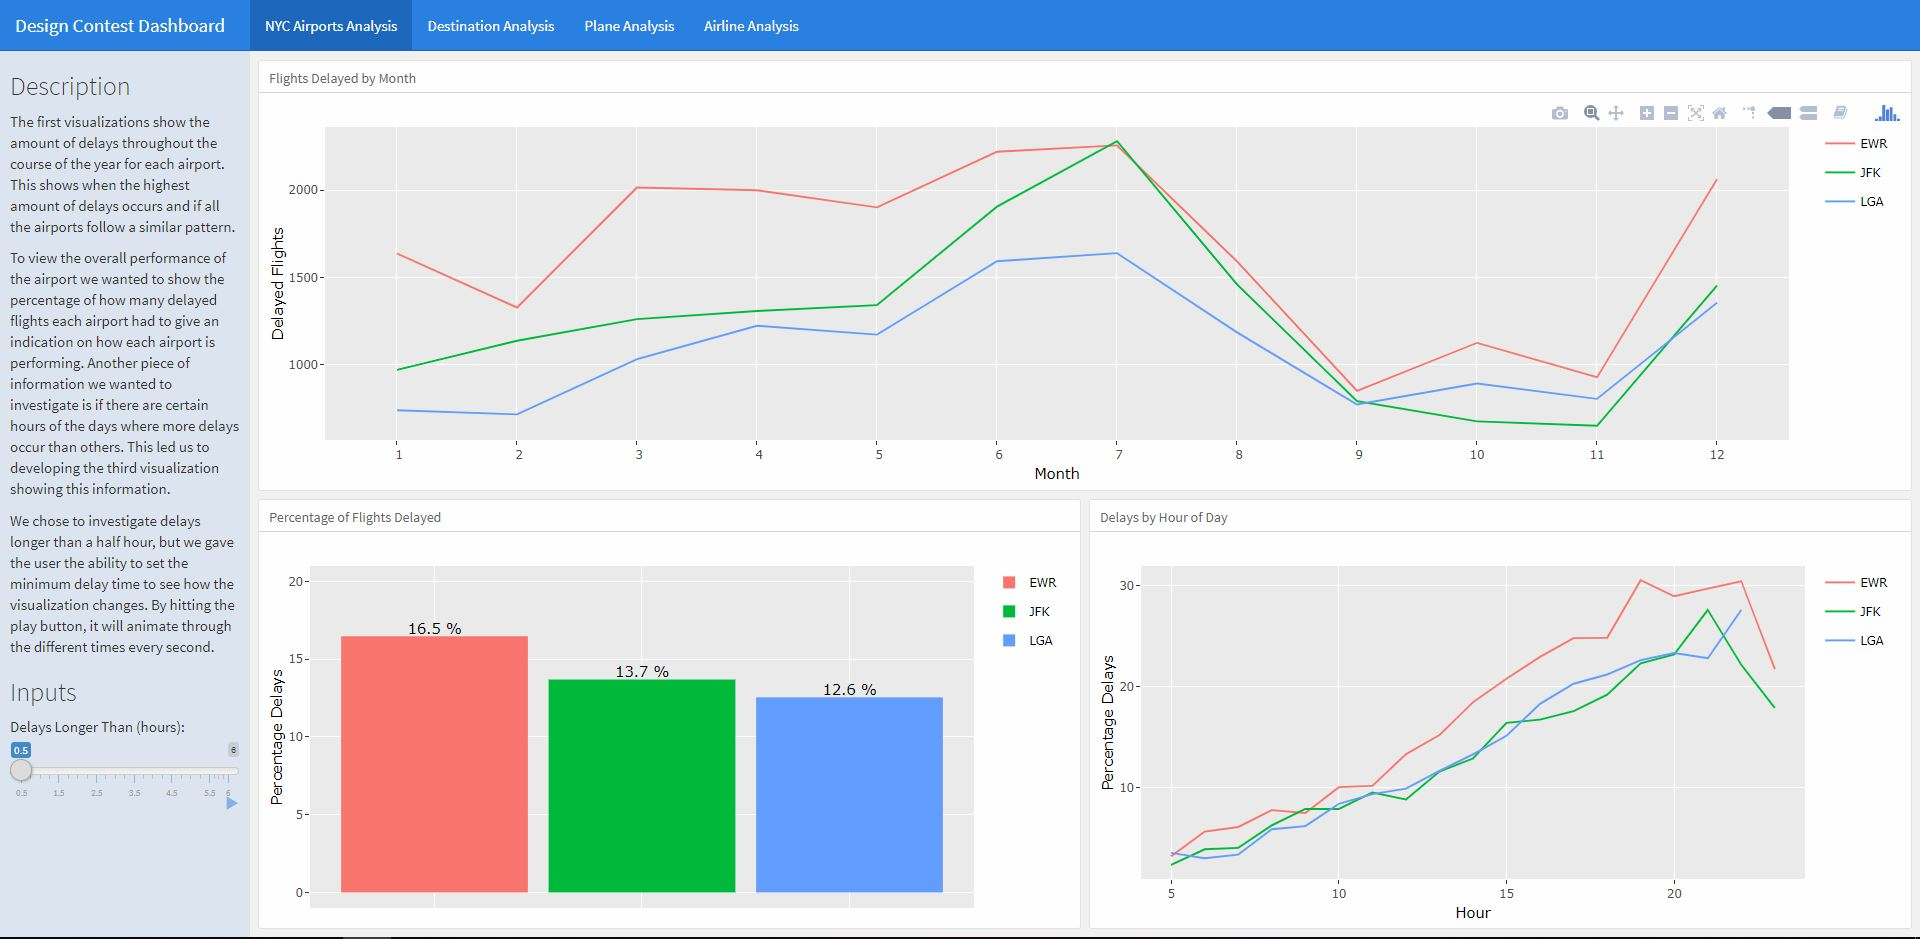 Design Contest Dashboard
NYC Airports Analysis
Destination Analysis
Plane Analysis
Airline Analysis
Description
The first visualizations show the
amount of delays throughout the
course of the year for each airport.
This shows when the highest
amount of delays occurs and if all
the airports follow a similar pattern.
To view the overall performance of
the airport we wanted to show the
percentage of how many delayed
flights each airport had to give an
indication on how each airport is
performing. Another piece of
information we wanted to
investigate is if there are certain
hours of the days where more delays
occur than others. This led us to
developing the third visualization
showing this information.
We chose to investigate delays
longer than a half hour, but we gave
the user the ability to set the
minimum delay time to see how the
visualization changes. By hitting the
play button, it will animate through
the different times every second.
Inputs
Delays Longer Than (hours):
0.5 6
0.5 1.5 2.5 3.5 4.5 5.5 6
Flights Delayed by Month
Delayed Flights
2000
1500
1000
1 2 3 4 5 6 7 8 9 10 11 12
Month
EWR
JFK
LGA
Percentage of Flights Delayed
Percentage Delays
20
15
10
5
0
16.5 %
13.7 %
12.6 %
EWR
JFK
LGA
Delays by Hour of Day
Percentage Delays
30
20
10
5 10 15 20
Hour
EWR
JFK
LGA